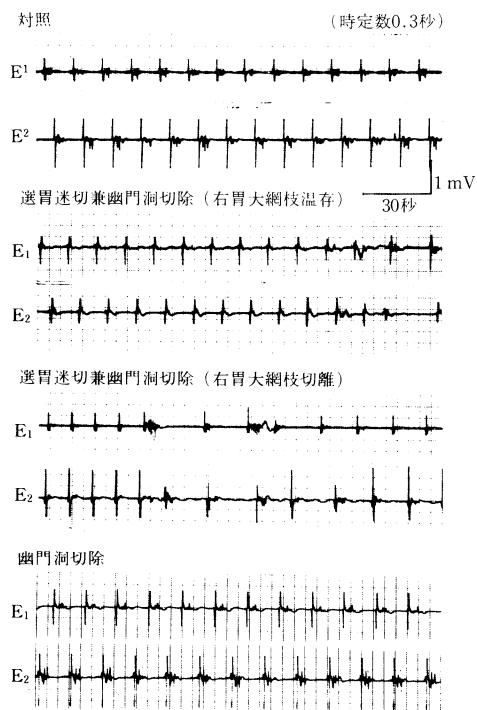 対照 (時定数0.3秒)
E¹
E²
1 mV
30秒
選胃迷切兼幽門洞切除(右胃大網枝温存)
E₁
E₂
選胃迷切兼幽門洞切除(右胃大網枝切離)
E₁
E₂
幽門洞切除
E₁
E₂